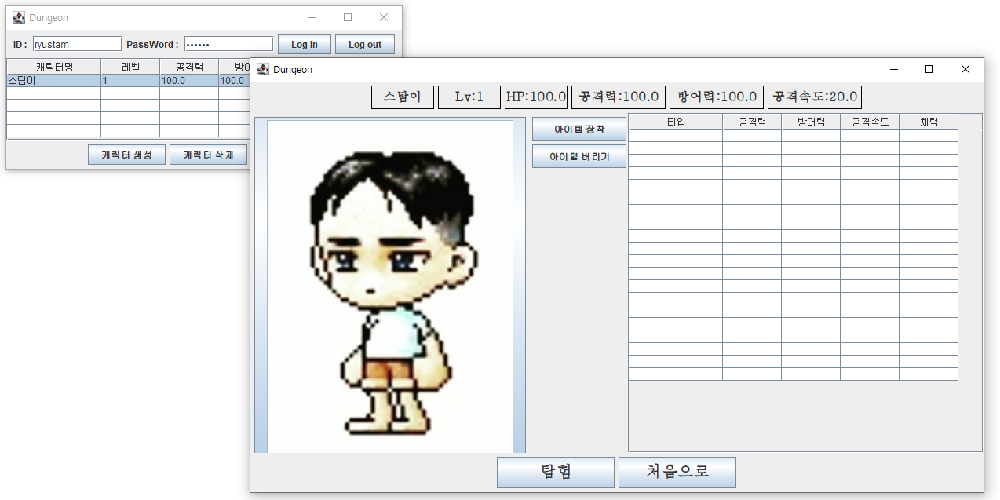 Dungeon
ID : ryustam PassWord : •••••• Log in Log out
캐릭터명 레벨 공격력 방어
스탐이 1 100.0 100.0
캐릭터 생성 캐릭터 삭제
Dungeon
스탐이 Lv:1 HP:100.0 공격력:100.0 방어력:100.0 공격속도:20.0
아이템 장착
아이템 버리기
타입 공격력 방어력 공격속도 체력
탐험 처음으로